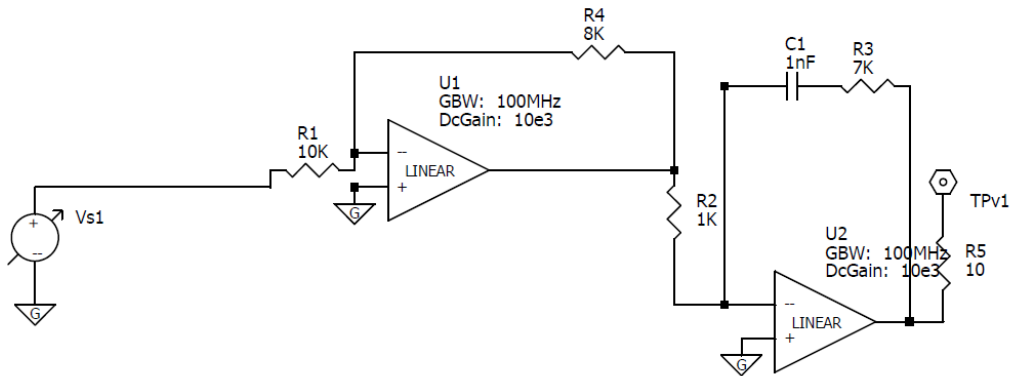 R4
8K
C1
1nF
R3
7K
U1
GBW: 100MHz
DcGain: 10e3
R1
10K
--
LINEAR
+
G
Vs1
+
--
G
R2
1K
TPv1
U2
GBW: 100MHz
DcGain: 10e3
R5
10
--
LINEAR
+
G